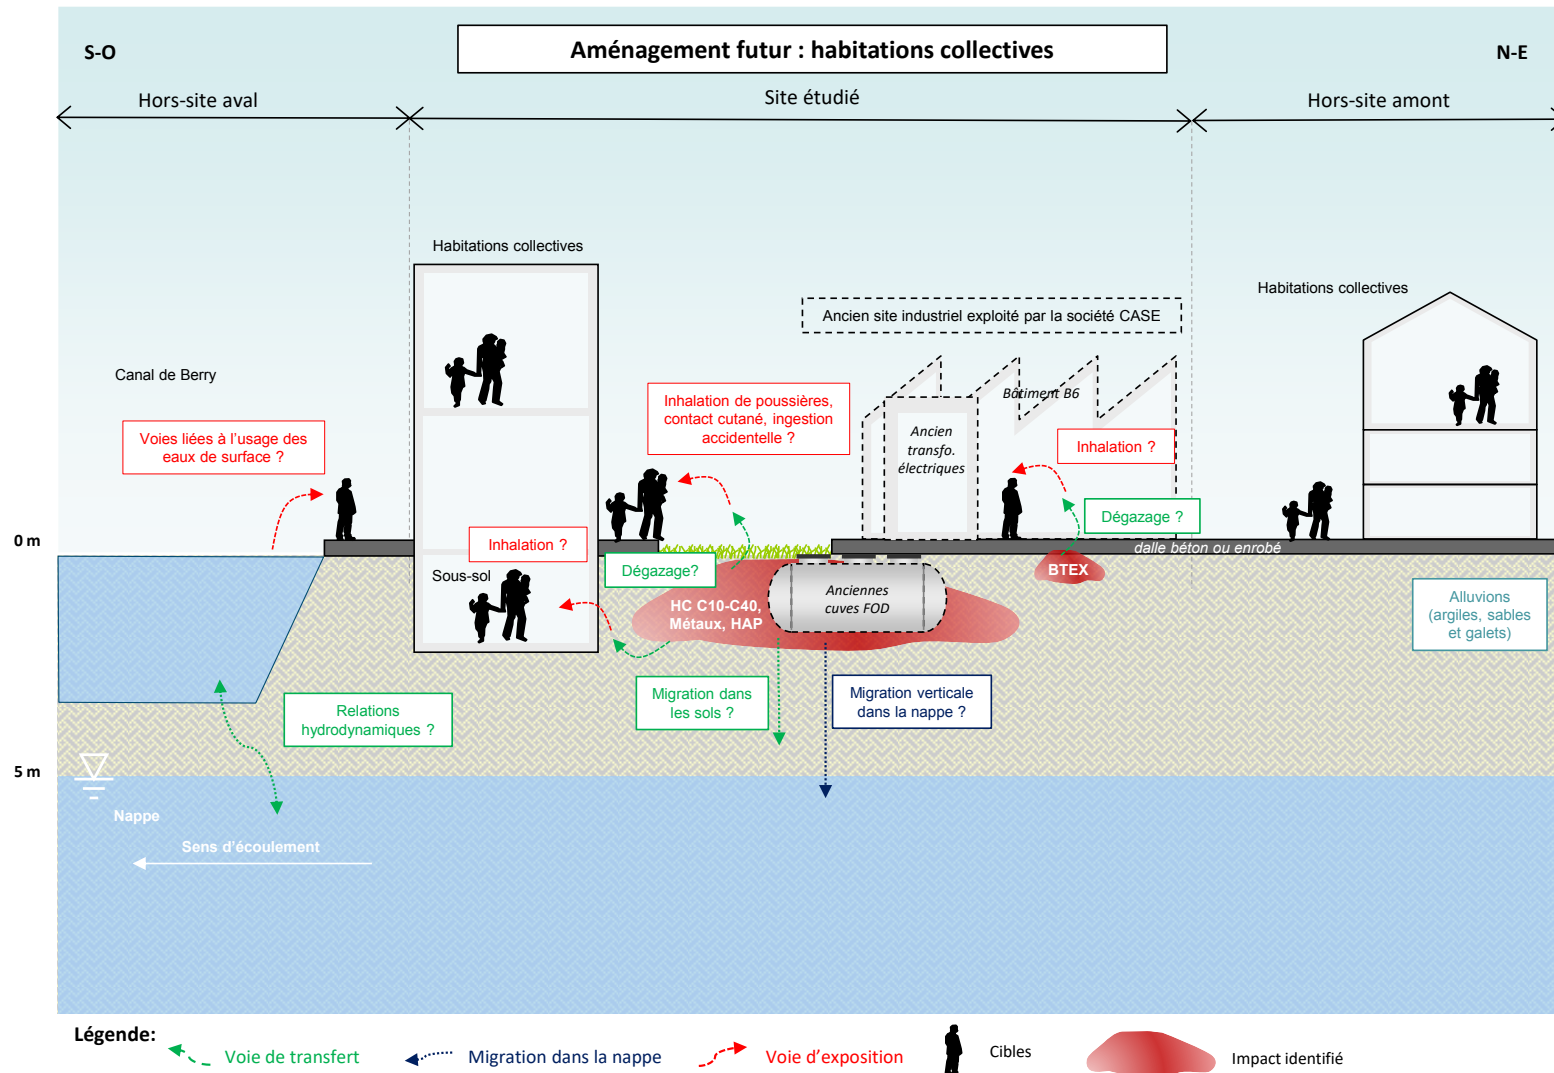 S-O
Aménagement futur : habitations collectives
N-E
Hors-site aval
Site étudié
Hors-site amont
Habitations collectives
Habitations collectives
Ancien site industriel exploité par la société CASE
Canal de Berry
Bâtiment B6
Inhalation de poussières,
contact cutané, ingestion
accidentelle ?
Voies liées à l'usage des
eaux de surface ?
Ancien
transfo.
électriques
Inhalation ?
Dégazage ?
0 m
Inhalation ?
dalle béton ou enrobé
Dégazage?
BTEX
Sous-sol
Anciennes
cuves FOD
HC C10-C40,
Métaux, HAP
Alluvions
(argiles, sables
et galets)
Relations
hydrodynamiques ?
Migration dans
les sols ?
Migration verticale
dans la nappe ?
5 m
Nappe
Sens d'écoulement
Légende:
Voie de transfert
Migration dans la nappe
Voie d'exposition
Cibles
Impact identifié